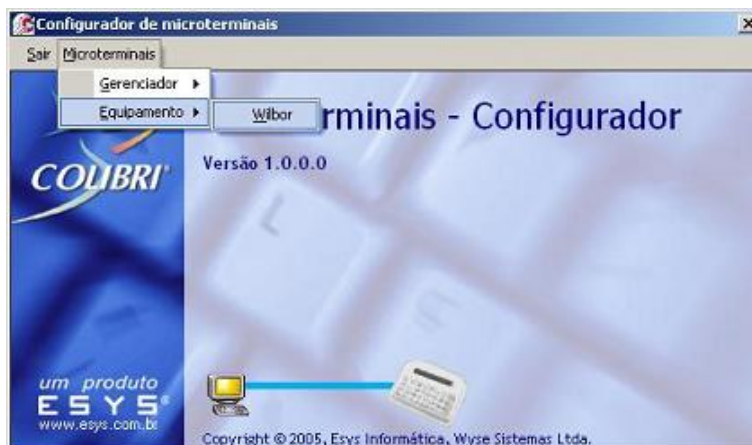 Configurador de microterminais
Sair Microterminais
Gerenciador
Equipamento
Wilbor
rminais - Configurador
COLIBRI
Versão 1.0.0.0
um produto
ESYS®
www.esys.com.br
Copyright © 2005, Esys Informática, Wyse Sistemas Ltda.